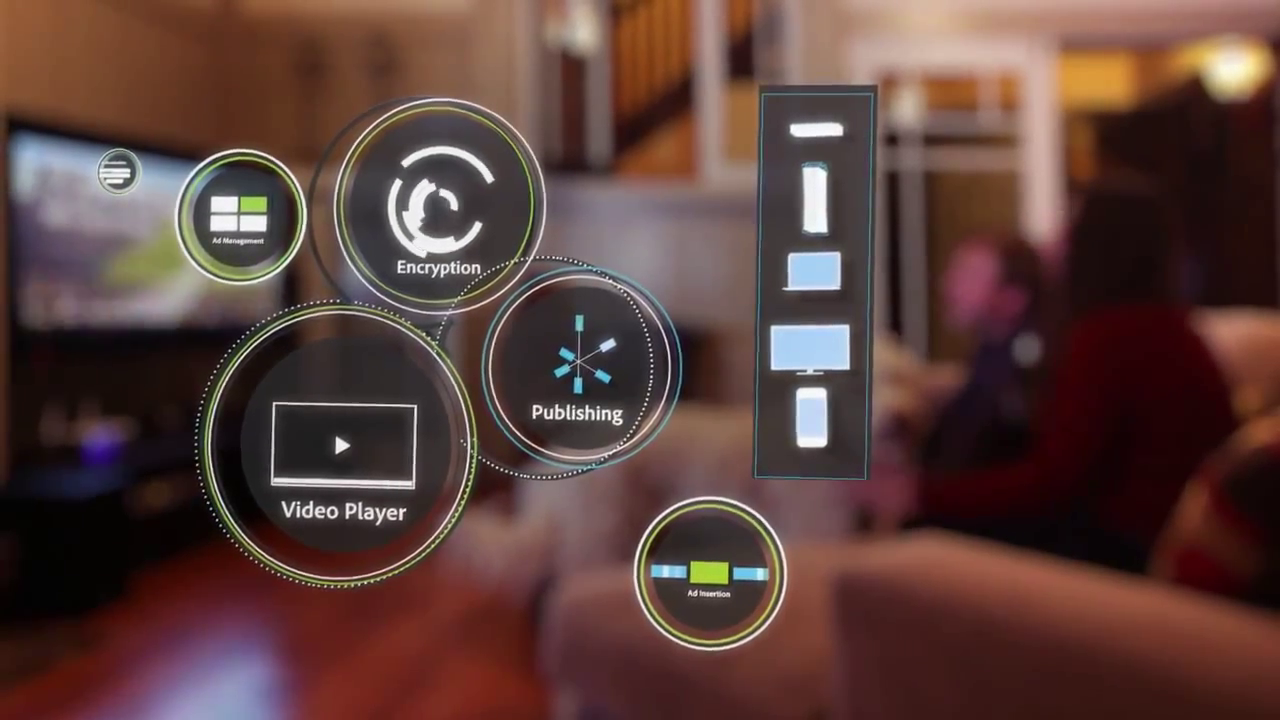 Ad Management
Encryption
Publishing
Video Player
Ad Insertion